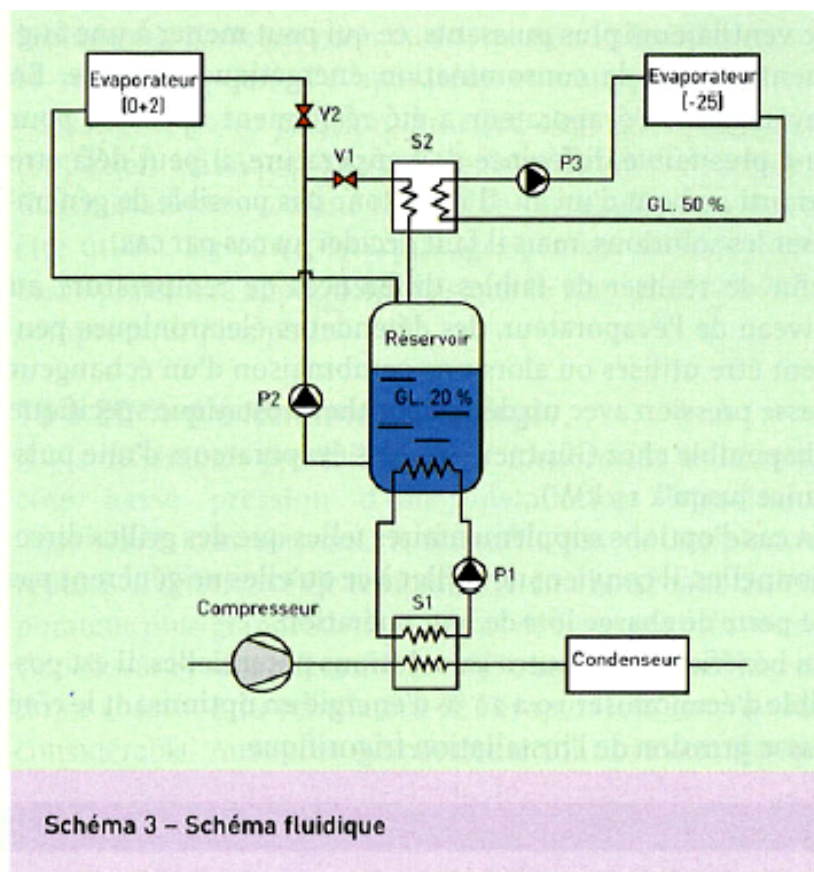 Evaporateur
(0+2)
Evaporateur
(-25)
V2
V1
S2
P3
GL. 50 %
Réservoir
GL. 20 %
P2
P1
S1
Compresseur
Condenseur
Schéma 3 – Schéma fluidique